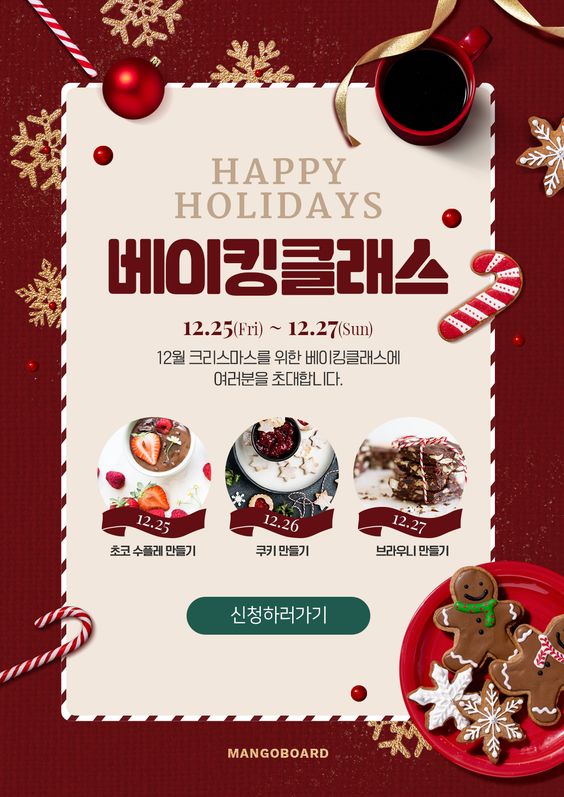 HAPPY
HOLIDAYS
베이킹클래스
12.25(Fri) ~ 12.27(Sun)
12월 크리스마스를 위한 베이킹클래스에
여러분을 초대합니다.
12.25
12.26
12.27
초코 수플레 만들기
쿠키 만들기
브라우니 만들기
신청하러가기
MANGOBOARD